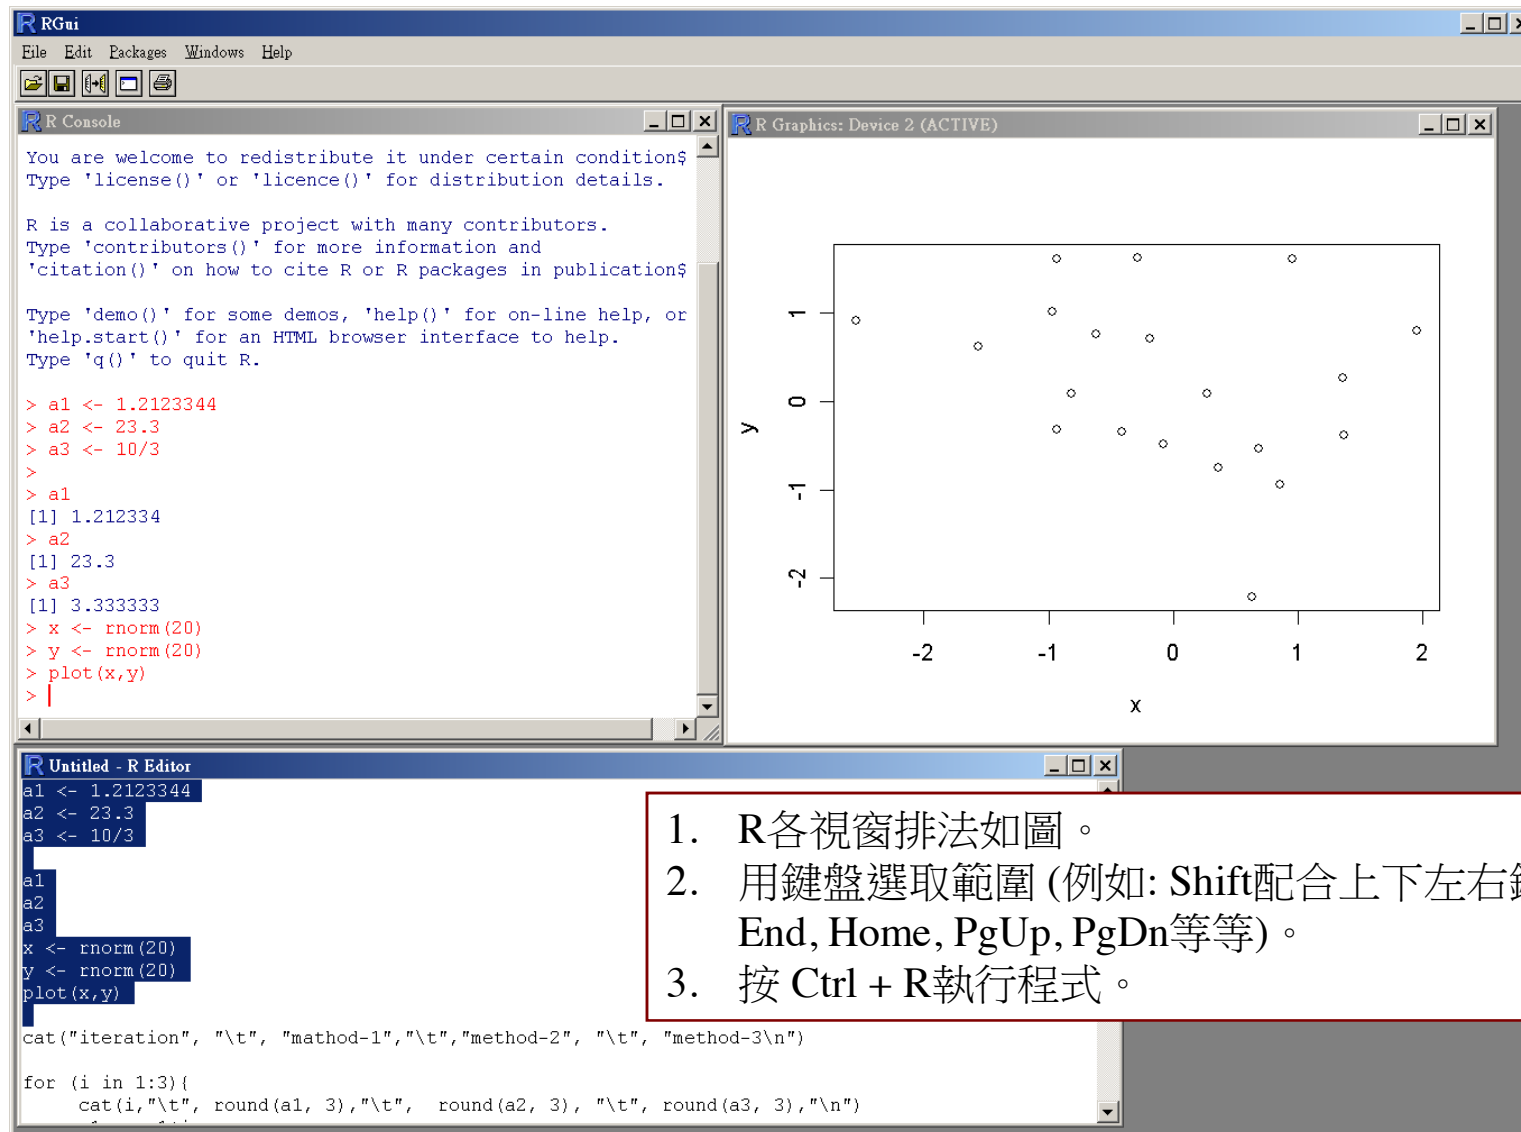 RGui
File Edit Packages Windows Help
R Console
You are welcome to redistribute it under certain condition$
Type 'license()' or 'licence()' for distribution details.
R is a collaborative project with many contributors.
Type 'contributors()' for more information and
'citation()' on how to cite R or R packages in publication$
Type 'demo()' for some demos, 'help()' for on-line help, or
'help.start()' for an HTML browser interface to help.
Type 'q()' to quit R.
> a1 <- 1.2123344
> a2 <- 23.3
> a3 <- 10/3
>
> a1
[1] 1.212334
> a2
[1] 23.3
> a3
[1] 3.333333
> x <- rnorm(20)
> y <- rnorm(20)
> plot(x,y)
>
R Graphics: Device 2 (ACTIVE)
1
0
-1
-2
y
-2 -1 0 1 2
x
Untitled - R Editor
a1 <- 1.2123344
a2 <- 23.3
a3 <- 10/3
a1
a2
a3
x <- rnorm(20)
y <- rnorm(20)
plot(x,y)
cat("iteration", "\t", "mathod-1","\t","method-2", "\t", "method-3\n")
for (i in 1:3){
cat(i,"\t", round(a1, 3),"\t", round(a2, 3), "\t", round(a3, 3),"\n")
1. R各視窗排法如圖。
2. 用鍵盤選取範圍 (例如: Shift配合上下左右
End, Home, PgUp, PgDn等等)。
3. 按 Ctrl + R執行程式。